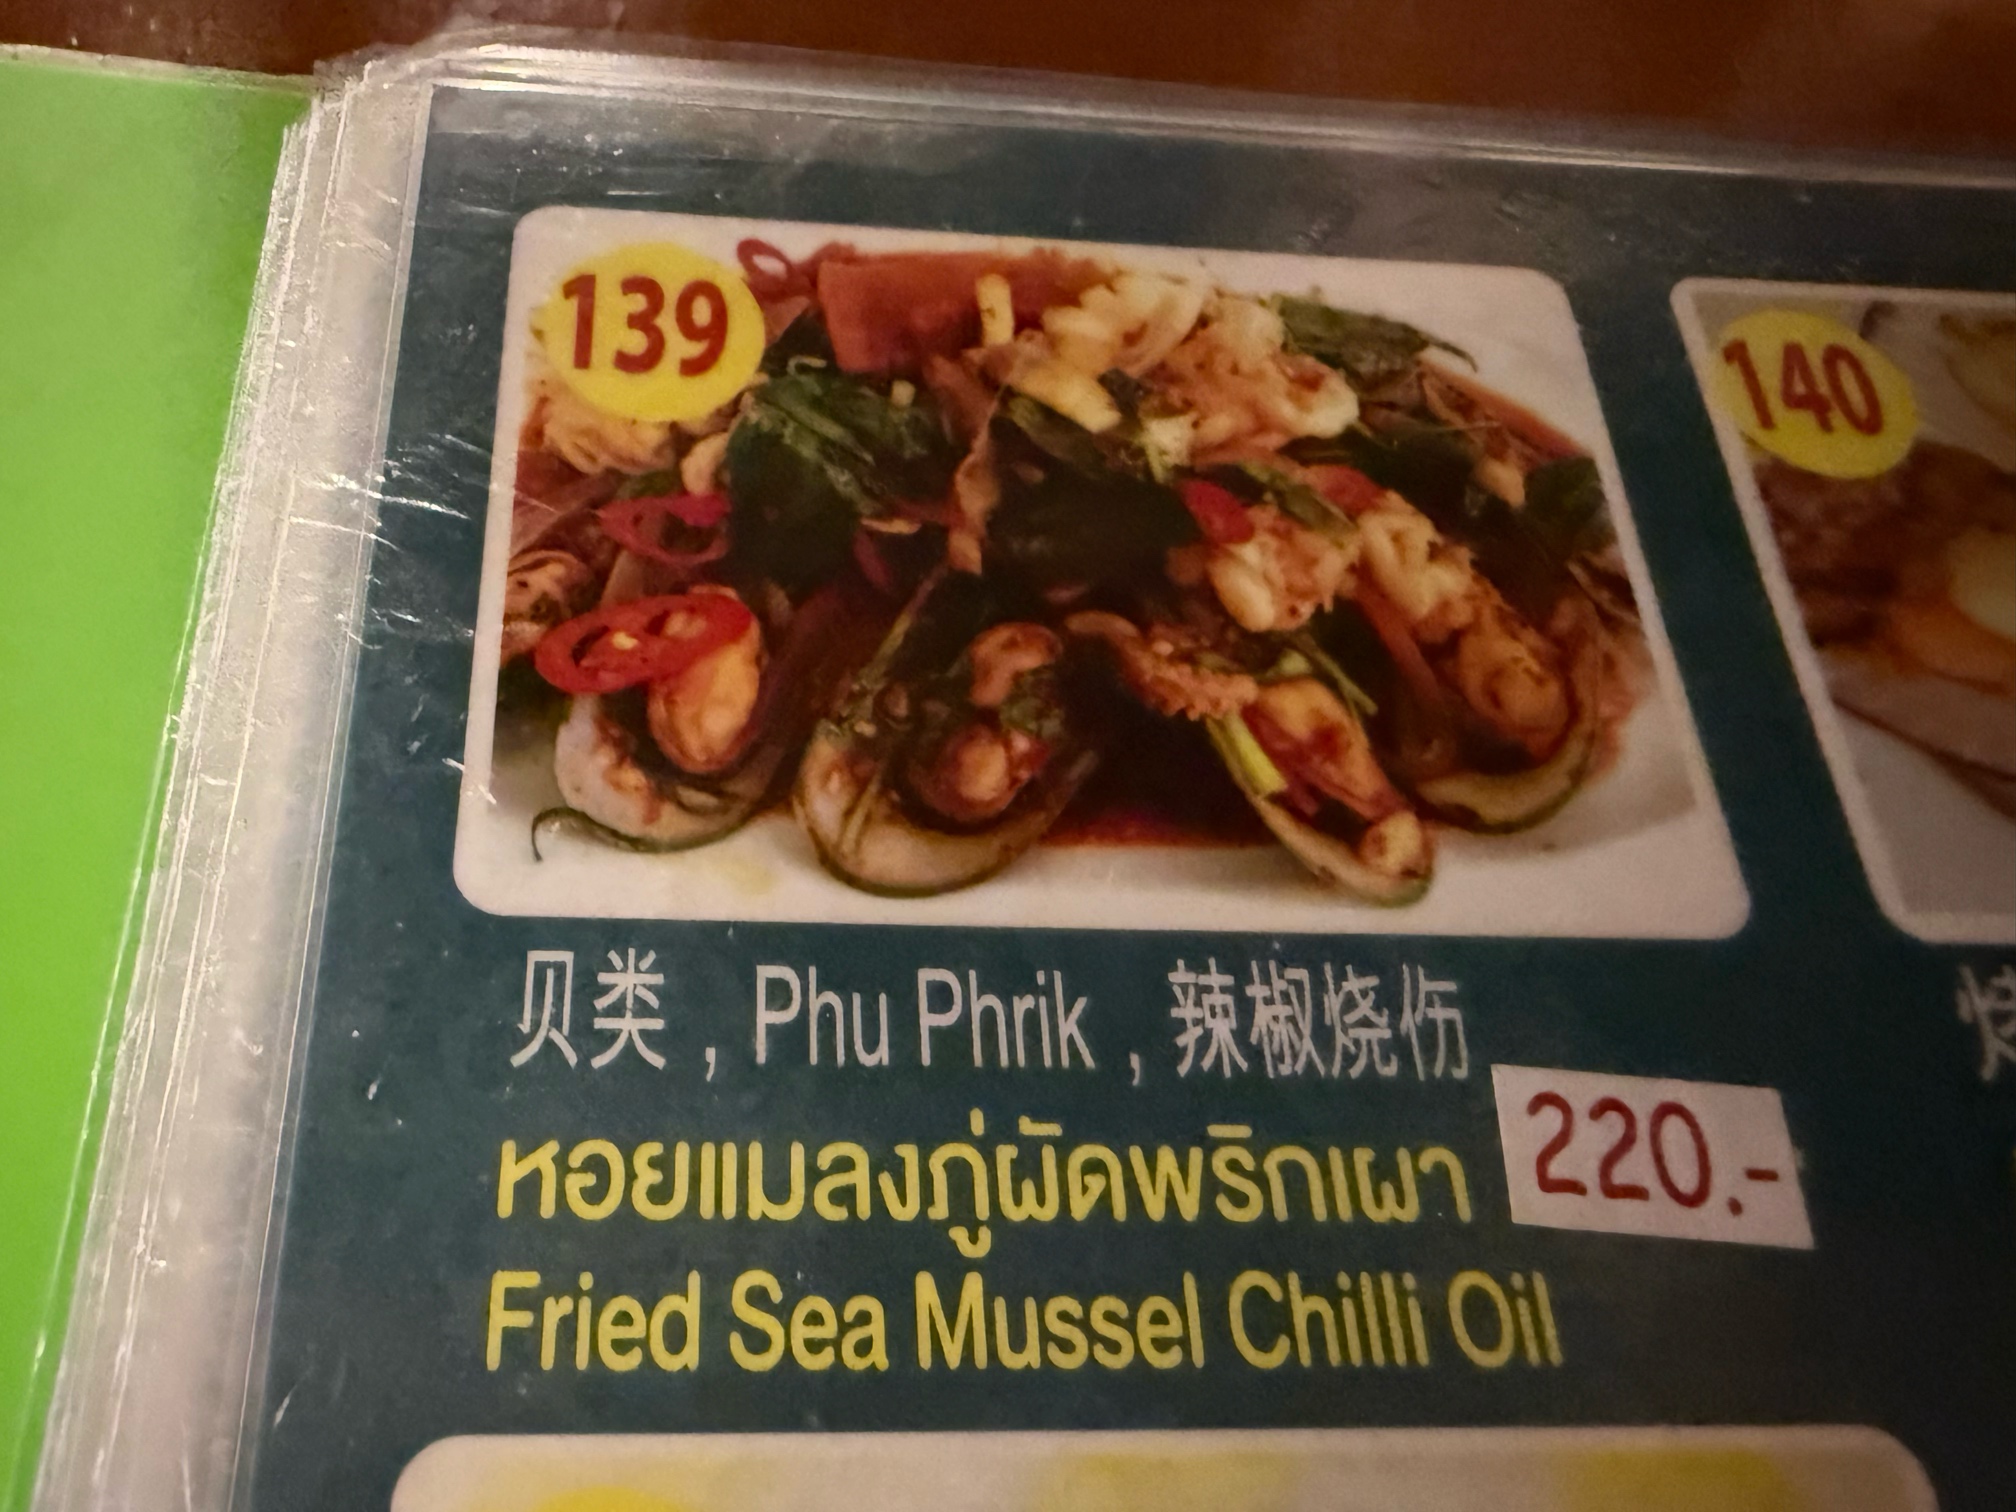 139
140
贝类 , Phu Phrik , 辣椒烧伤
หอยแมลงภู่ผัดพริกเผา
220.-
Fried Sea Mussel Chilli Oil